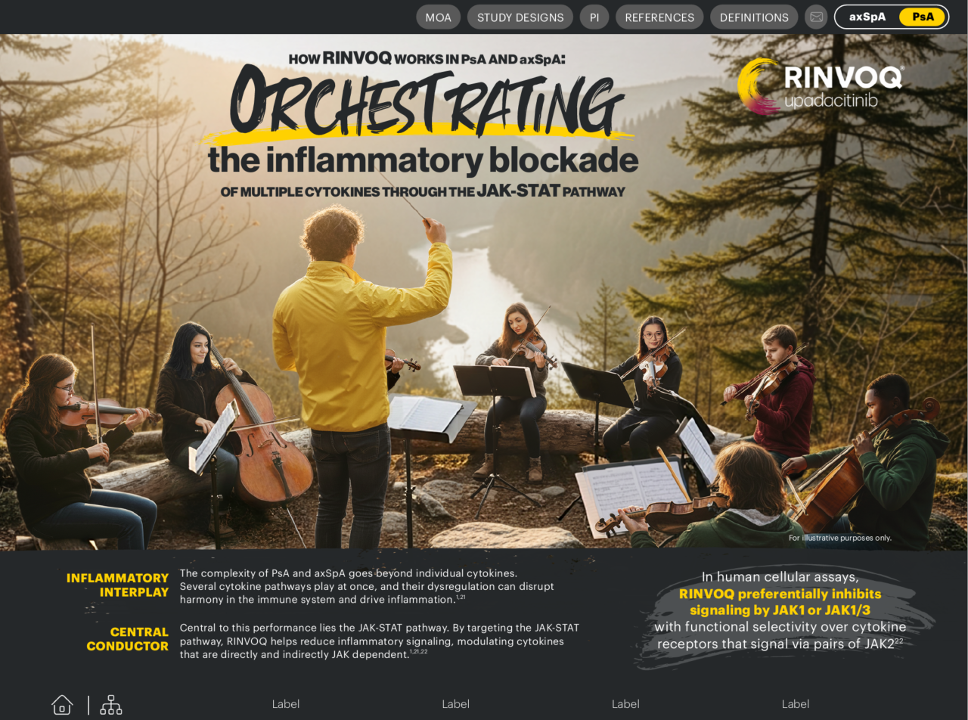 MOA STUDY DESIGNS PI REFERENCES DEFINITIONS axSpA PsA
HOW RINVOQ WORKS IN PsA AND axSpA:
ORCHESTRATING
the inflammatory blockade
OF MULTIPLE CYTOKINES THROUGH THE JAK-STAT PATHWAY
RINVOQ®
upadacitinib
For illustrative purposes only.
INFLAMMATORY
INTERPLAY
The complexity of PsA and axSpA goes beyond individual cytokines.
Several cytokine pathways play at once, and their dysregulation can disrupt
harmony in the immune system and drive inflammation.1,21
CENTRAL
CONDUCTOR
Central to this performance lies the JAK-STAT pathway. By targeting the JAK-STAT
pathway, RINVOQ helps reduce inflammatory signaling, modulating cytokines
that are directly and indirectly JAK dependent.1,21,22
In human cellular assays,
RINVOQ preferentially inhibits
signaling by JAK1 or JAK1/3
with functional selectivity over cytokine
receptors that signal via pairs of JAK222
Label Label Label Label